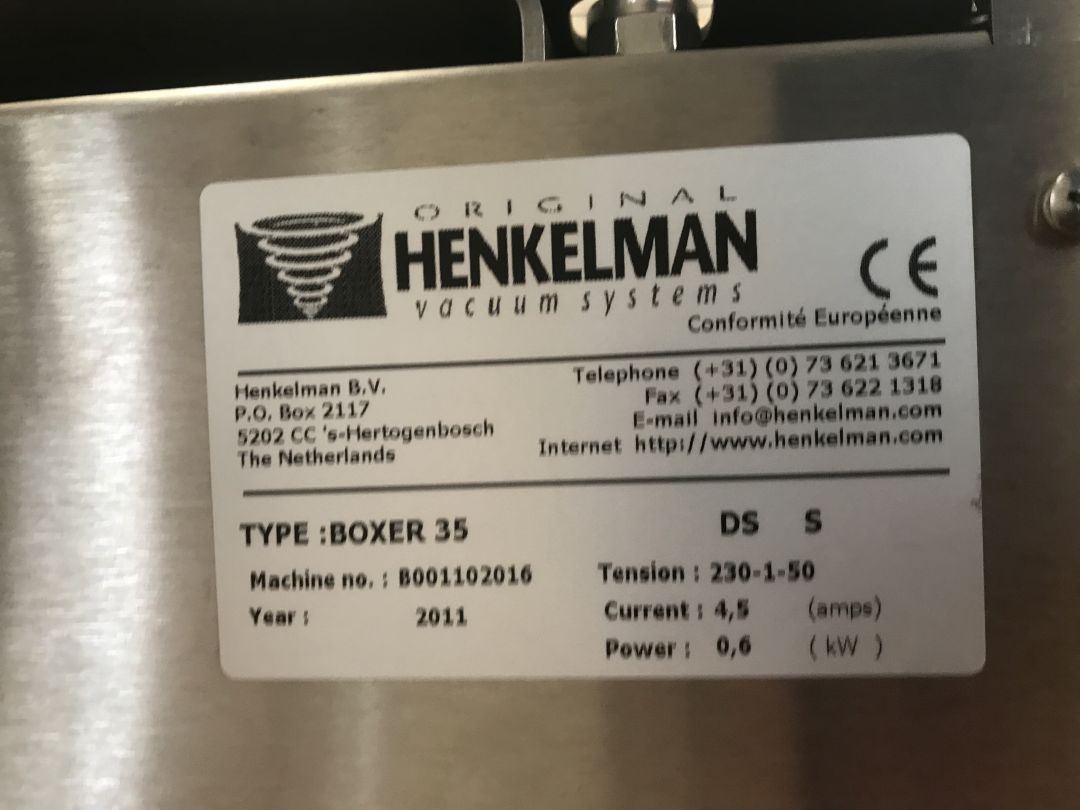 ORIGINAL
HENKELMAN
vacuum systems
CE
Conformité Européenne
Henkelman B.V.
P.O. Box 2117
5202 CC 's-Hertogenbosch
The Netherlands
Telephone (+31) (0) 73 621 3671
Fax (+31) (0) 73 622 1318
E-mail info@henkelman.com
Internet http://www.henkelman.com
TYPE :BOXER 35 DS S
Machine no. : B001102016 Tension : 230-1-50
Year : 2011 Current : 4,5 (amps)
Power : 0,6 ( kW )